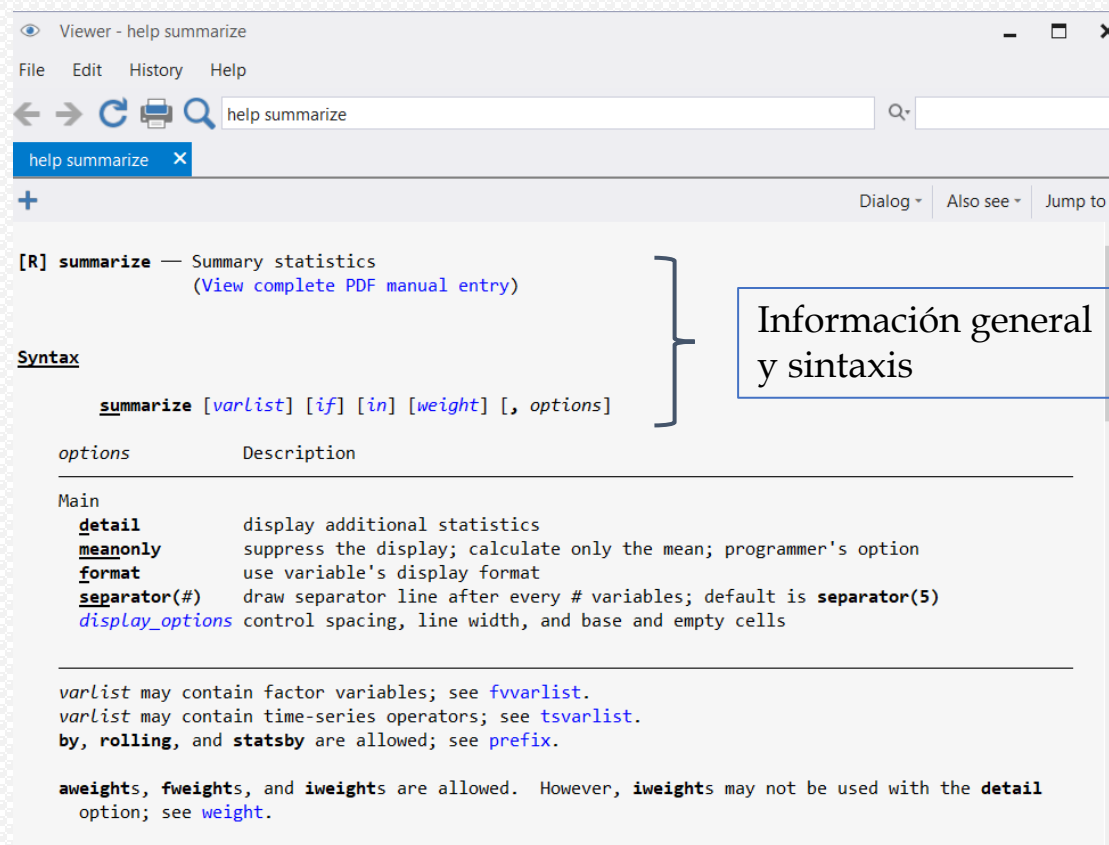 Viewer - help summarize
File Edit History Help
help summarize
help summarize
Dialog Also see Jump to
[R] summarize — Summary statistics
(View complete PDF manual entry)
Información general
y sintaxis
Syntax
summarize [varlist] [if] [in] [weight] [, options]
options Description
Main
detail display additional statistics
meanonly suppress the display; calculate only the mean; programmer's option
format use variable's display format
separator(#) draw separator line after every # variables; default is separator(5)
display_options control spacing, line width, and base and empty cells
varlist may contain factor variables; see fvvarlist.
varlist may contain time-series operators; see tsvarlist.
by, rolling, and statsby are allowed; see prefix.
aweights, fweights, and iweights are allowed. However, iweights may not be used with the detail
option; see weight.